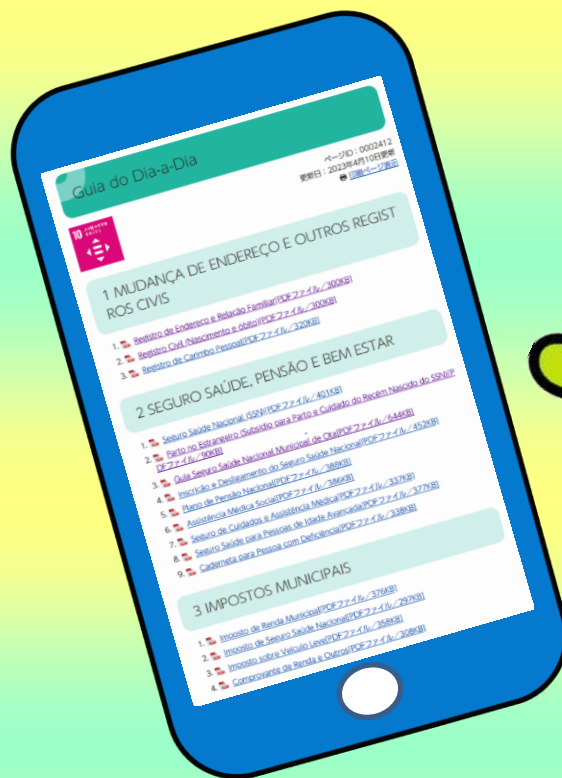 Guia do Dia-a-Dia
ページID：0002412
更新日：2023年4月10日更新
印刷ページ表示
10
1 MUDANÇA DE ENDEREÇO E OUTROS REGIST
ROS CIVIS
1. Registro de Endereço e Relação Familiar[PDFファイル／300KB]
2. Registro Civil (Nascimento e óbito)[PDFファイル／300KB]
3. Registro de Carimbo Pessoal[PDFファイル／320KB]
2 SEGURO SAÚDE, PENSÃO E BEM ESTAR
1. Seguro Saúde Nacional (SSN)[PDFファイル／401KB]
2. Parto no Estrangeiro (Subsídio para Parto e Cuidado do Recém Nascido do SSN)[P
DFファイル／90KB]
3. Guia Seguro Saúde Nacional Municipal de Ota[PDFファイル／644KB]
4. Inscrição e Desligamento do Seguro Saúde Nacional[PDFファイル／452KB]
5. Plano de Pensão Nacional[PDFファイル／388KB]
6. Assistência Médica Social[PDFファイル／386KB]
7. Seguro de Cuidados e Assistência Médica[PDFファイル／337KB]
8. Seguro Saúde para Pessoas de Idade Avançada[PDFファイル／377KB]
9. Caderneta para Pessoa com Deficiência[PDFファイル／338KB]
3 IMPOSTOS MUNICIPAIS
1. Imposto de Renda Municipal[PDFファイル／376KB]
2. Imposto de Seguro Saúde Nacional[PDFファイル／297KB]
3. Imposto sobre Veículo Leve[PDFファイル／358KB]
4. Comprovante de Renda e Outros[PDFファイル／308KB]